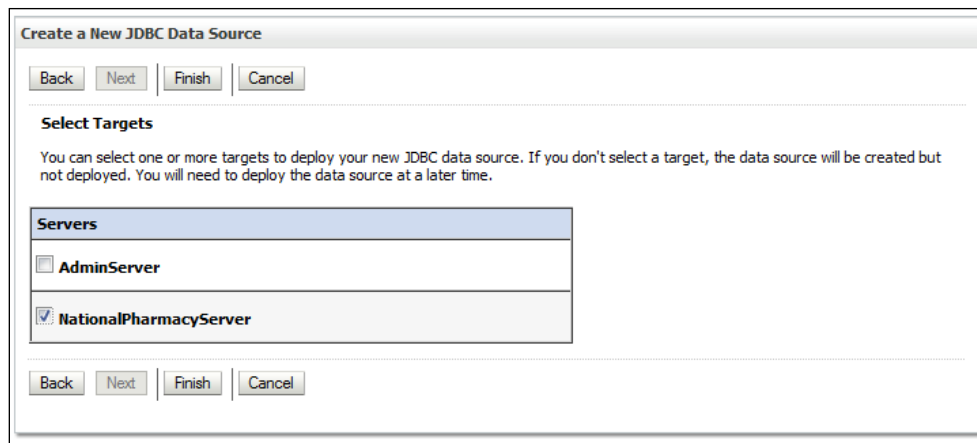 Create a New JDBC Data Source
Back Next Finish Cancel
Select Targets
You can select one or more targets to deploy your new JDBC data source. If you don't select a target, the data source will be created but
not deployed. You will need to deploy the data source at a later time.
Servers
AdminServer
NationalPharmacyServer
Back Next Finish Cancel